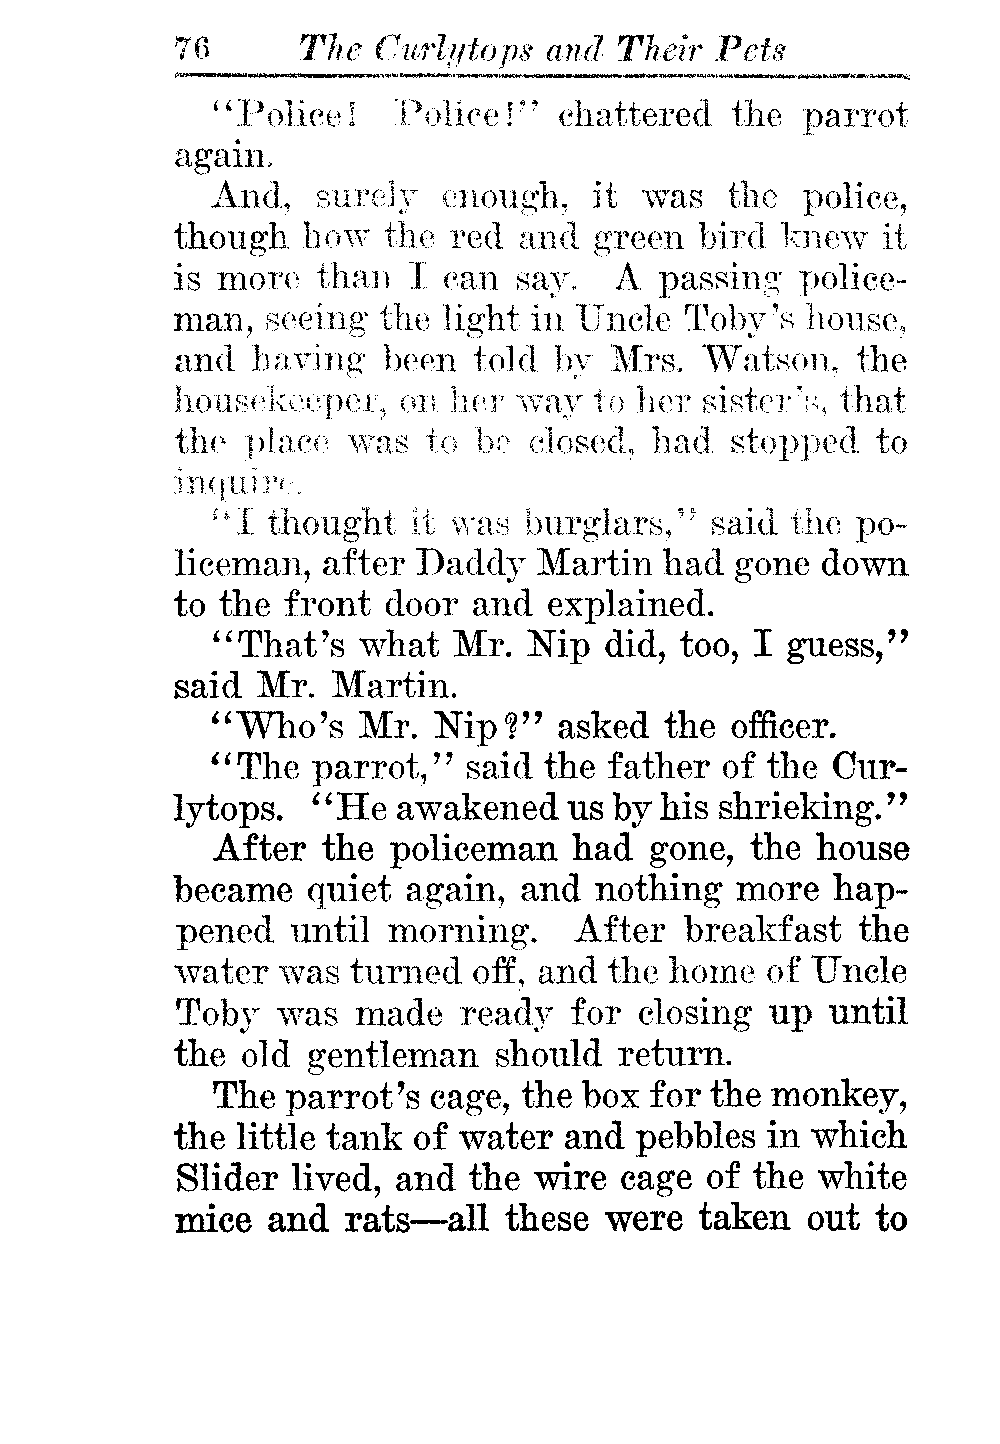 76 The Curlytops and Their Pets
"Police! Police!" chattered the parrot
again.
And, surely enough, it was the police,
though how the red and green bird knew it
is more than I can say. A passing police-
man, seeing the light in Uncle Toby's house,
and having been told by Mrs. Watson, the
housekeeper, on her way to her sister's, that
the place was to be closed, had stopped to
inquire.
"I thought it was burglars," said the po-
liceman, after Daddy Martin had gone down
to the front door and explained.
"That's what Mr. Nip did, too, I guess,"
said Mr. Martin.
"Who's Mr. Nip?" asked the officer.
"The parrot," said the father of the Cur-
lytops. "He awakened us by his shrieking."
After the policeman had gone, the house
became quiet again, and nothing more hap-
pened until morning. After breakfast the
water was turned off, and the home of Uncle
Toby was made ready for closing up until
the old gentleman should return.
The parrot's cage, the box for the monkey,
the little tank of water and pebbles in which
Slider lived, and the wire cage of the white
mice and rats—all these were taken out to